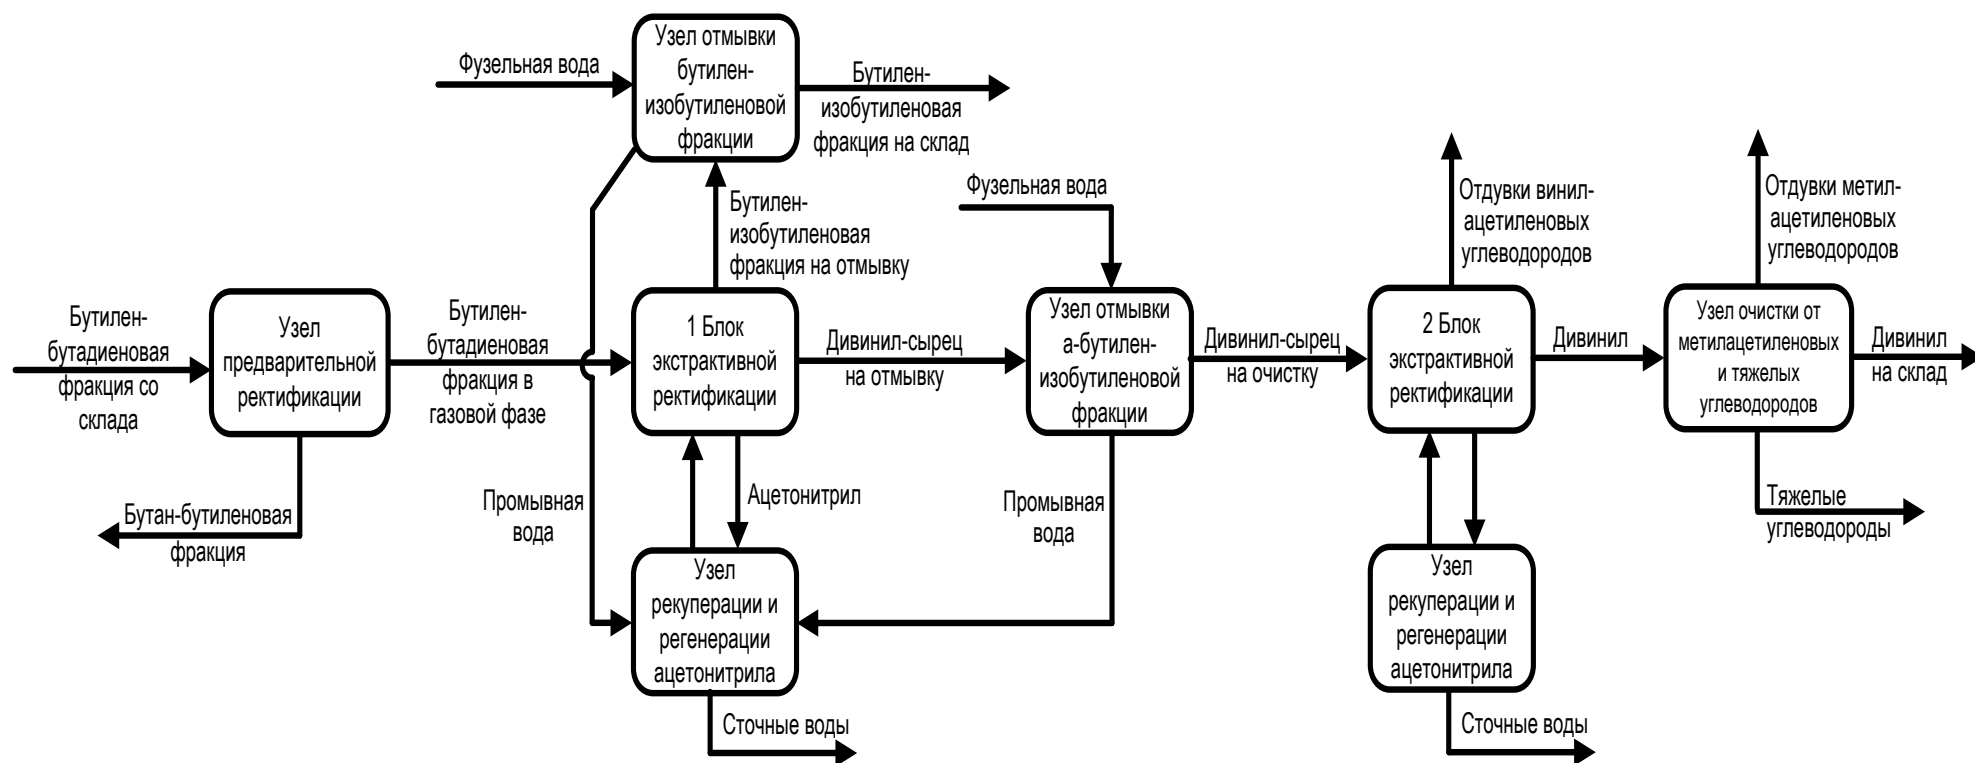 Фузельная вода
Узел отмывки
бутилен-
изобутиленовой
фракции
Бутилен-
изобутиленовая
фракция на склад
Бутилен-
изобутиленовая
фракция на отмывку
Фузельная вода
Отдувки винил-
ацетиленовых
углеводородов
Отдувки метил-
ацетиленовых
углеводородов
Бутилен-
бутадиеновая
фракция со
склада
Узел
предварительной
ректификации
Бутилен-
бутадиеновая
фракция в
газовой фазе
1 Блок
экстрактивной
ректификации
Дивинил-сырец
на отмывку
Узел отмывки
а-бутилен-
изобутиленовой
фракции
Дивинил-сырец
на очистку
2 Блок
экстрактивной
ректификации
Дивинил
Узел очистки от
метилацетиленовых
и тяжелых
углеводородов
Дивинил
на склад
Бутан-бутиленовая
фракция
Промывная
вода
Ацетонитрил
Промывная
вода
Тяжелые
углеводороды
Узел
рекуперации и
регенерации
ацетонитрила
Узел
рекуперации и
регенерации
ацетонитрила
Сточные воды
Сточные воды